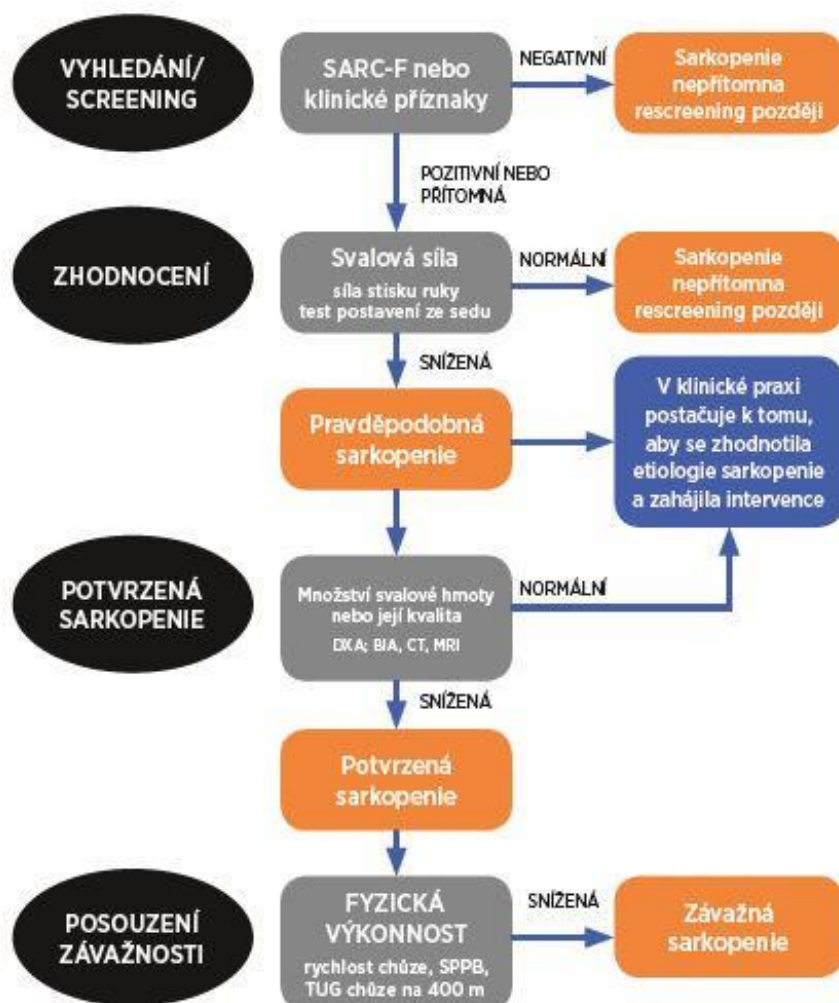 VYHLEDÁNÍ/
SCREENING
SARC-F nebo
klinické příznaky
NEGATIVNÍ
Sarkopenie
nepřítomna
rescreening později
POZITIVNÍ NEBO
PŘÍTOMNÁ
ZHODNOCENÍ
Svalová síla
síla stisku ruky
test postavení ze sedu
NORMÁLNÍ
Sarkopenie
nepřítomna
rescreening později
SNÍŽENÁ
Pravděpodobná
sarkopenie
V klinické praxi
postačuje k tomu,
aby se zhodnotila
etiologie sarkopenie
a zahájila intervence
POTVRZENÁ
SARKOPENIE
Množství svalové hmoty
nebo její kvalita
DXA; BIA, CT, MRI
NORMÁLNÍ
SNÍŽENÁ
Potvrzená
sarkopenie
POSOUZENÍ
ZÁVAŽNOSTI
FYZICKÁ
VÝKONNOST
rychlost chůze, SPPB,
TUG chůze na 400 m
SNÍŽENÁ
Závažná
sarkopenie